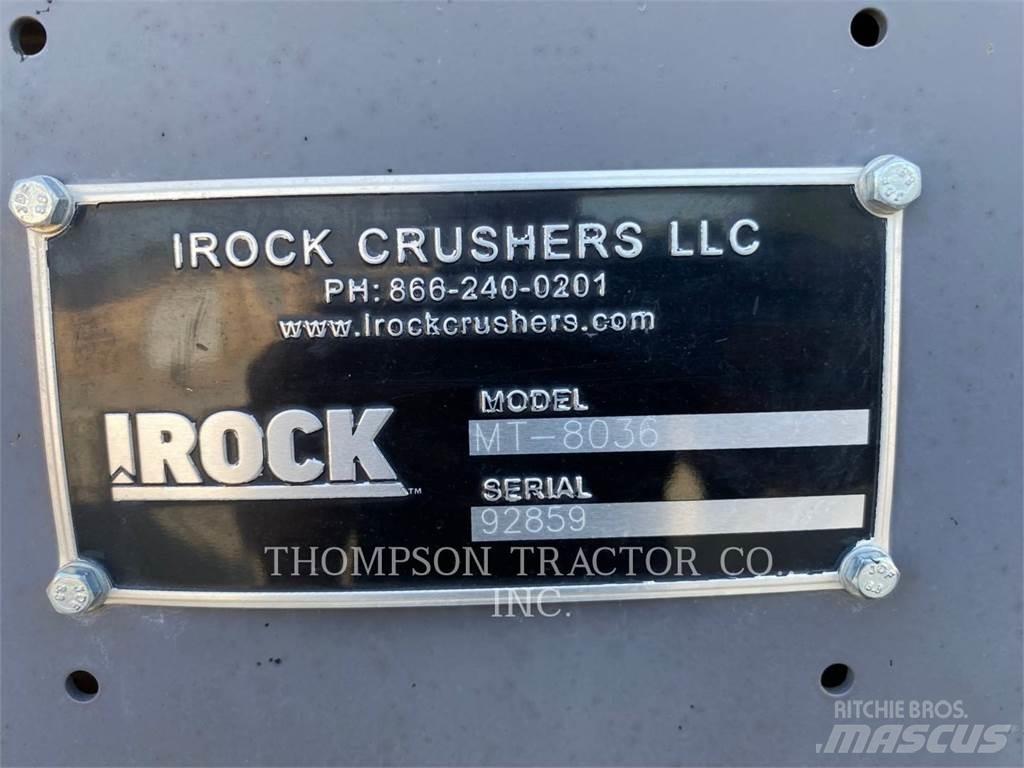 IROCK CRUSHERS LLC
PH: 866-240-0201
www.Irockcrushers.com
IROCK™
MODEL
MT-8036
SERIAL
92859
THOMPSON TRACTOR CO.,
INC.
RITCHIE BROS.
MASCUS